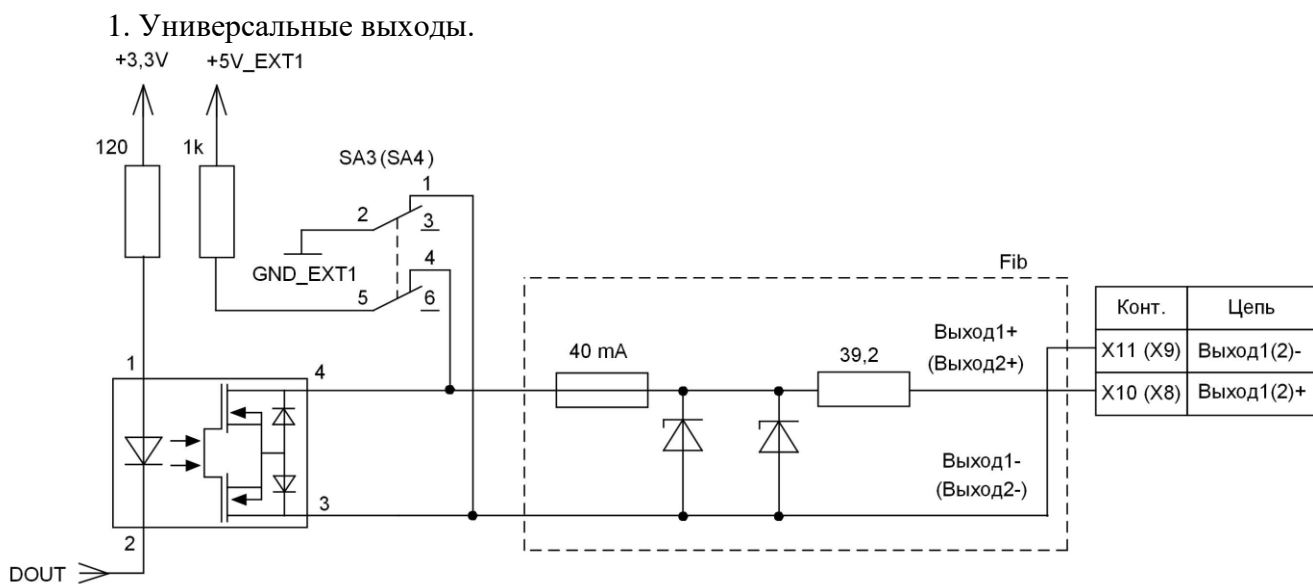 1. Универсальные выходы.
+3,3V +5V_EXT1
120 1k
SA3 (SA4)
1
2 3
GND_EXT1
4
5 6
Fib
Конт. Цепь
X11 (X9) Выход1(2)-
X10 (X8) Выход1(2)+
40 mA
39,2
Выход1+
(Выход2+)
1
4
Выход1-
(Выход2-)
3
2
DOUT